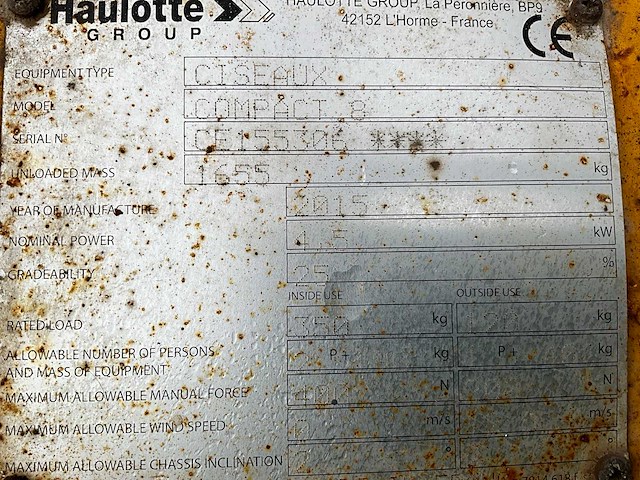 Haulotte
GROUP
HAULOTTE GROUP, La Péronnière, BP9
42152 L'Horme - France
CE
EQUIPMENT TYPE CISEAUX
MODEL COMPACT 8
SERIAL N° CE155306 ****
UNLOADED MASS 1655 kg
YEAR OF MANUFACTURE 2015
NOMINAL POWER 4,5 kW
GRADEABILITY 25 %
INSIDE USE OUTSIDE USE
RATED LOAD 350 kg kg
ALLOWABLE NUMBER OF PERSONS P + kg P + kg
AND MASS OF EQUIPMENT
MAXIMUM ALLOWABLE MANUAL FORCE N N
MAXIMUM ALLOWABLE WIND SPEED m/s m/s
MAXIMUM ALLOWABLE CHASSIS INCLINATION ° °